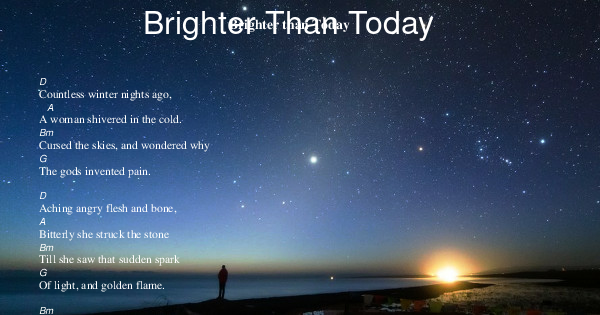 Brighter Than Today
Brighter than Today
D
Countless winter nights ago,
A
A woman shivered in the cold.
Bm
Cursed the skies, and wondered why
G
The gods invented pain.
D
Aching angry flesh and bone,
A
Bitterly she struck the stone
Bm
Till she saw that sudden spark
G
Of light, and golden flame.
Bm